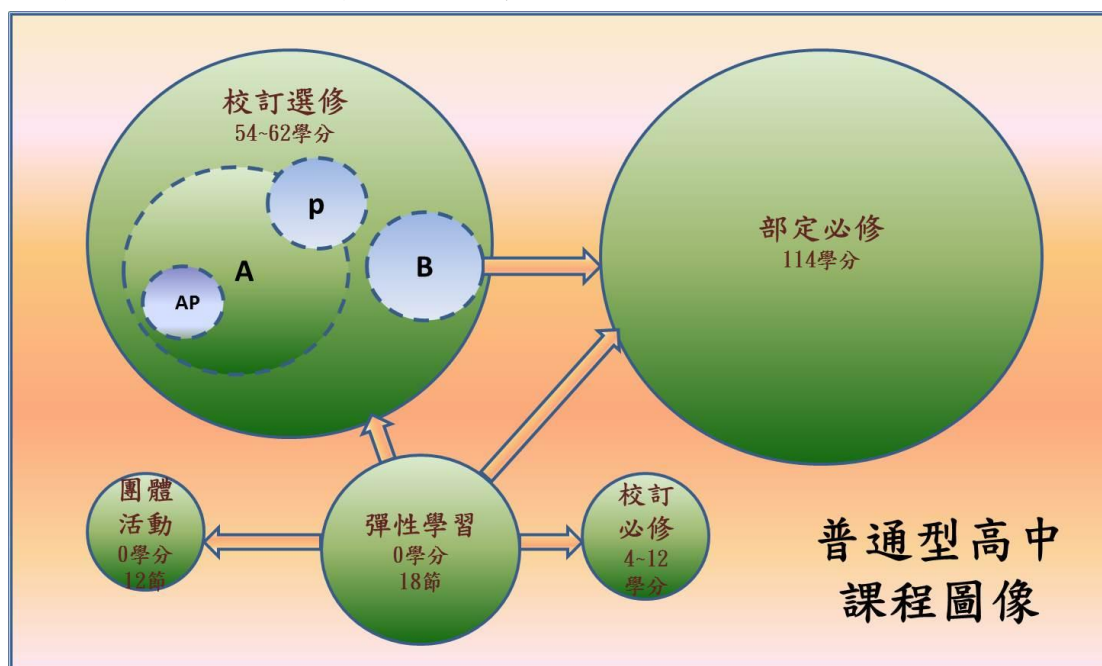 校訂選修
54~62學分
p
A
B
AP
部定必修
114學分
團體
活動
0學分
12節
彈性學習
0學分
18節
校訂
必修
4~12
學分
普通型高中
課程圖像